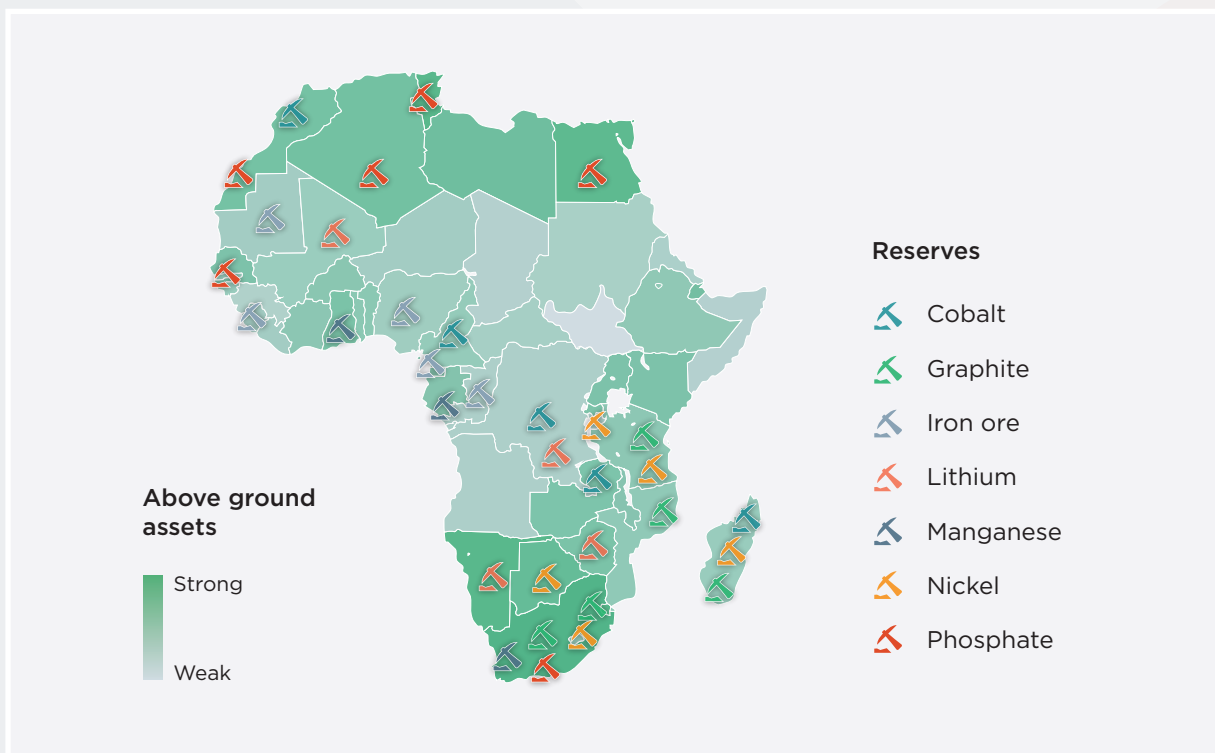 Reserves
Cobalt
Graphite
Iron ore
Lithium
Manganese
Nickel
Phosphate
Above ground
assets
Strong
Weak